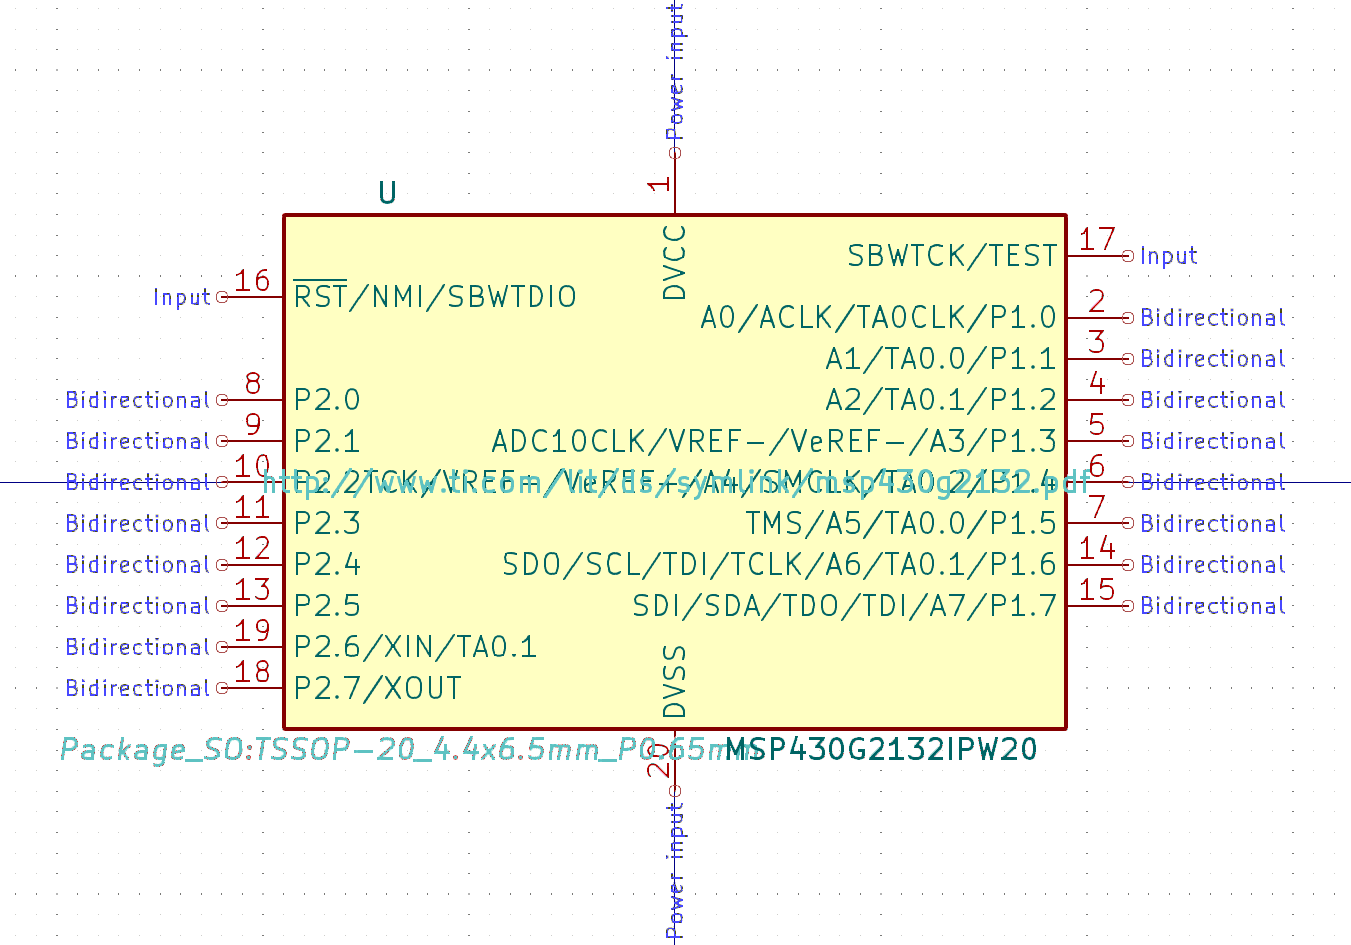 Power input
1
U
DVCC
SBWTCK/TEST 17 Input
Input 16 RST/NMI/SBWTDIO
A0/ACLK/TA0CLK/P1.0 2 Bidirectional
A1/TA0.0/P1.1 3 Bidirectional
Bidirectional 8 P2.0 A2/TA0.1/P1.2 4 Bidirectional
Bidirectional 9 P2.1 ADC10CLK/VREF-/VeREF-/A3/P1.3 5 Bidirectional
Bidirectional 10 P2.2 TCK/VREF+/VeREF+/A4/SMCLK/TA0.2/P1.4 6 Bidirectional
http://www.ti.com/lit/ds/symlink/msp430g2132.pdf
Bidirectional 11 P2.3 TMS/A5/TA0.0/P1.5 7 Bidirectional
Bidirectional 12 P2.4 SDO/SCL/TDI/TCLK/A6/TA0.1/P1.6 14 Bidirectional
Bidirectional 13 P2.5 SDI/SDA/TDO/TDI/A7/P1.7 15 Bidirectional
Bidirectional 19 P2.6/XIN/TA0.1
Bidirectional 18 P2.7/XOUT
DVSS
Package_SO:TSSOP-20_4.4x6.5mm_P0.65mm
MSP430G2132IPW20
20
Power input